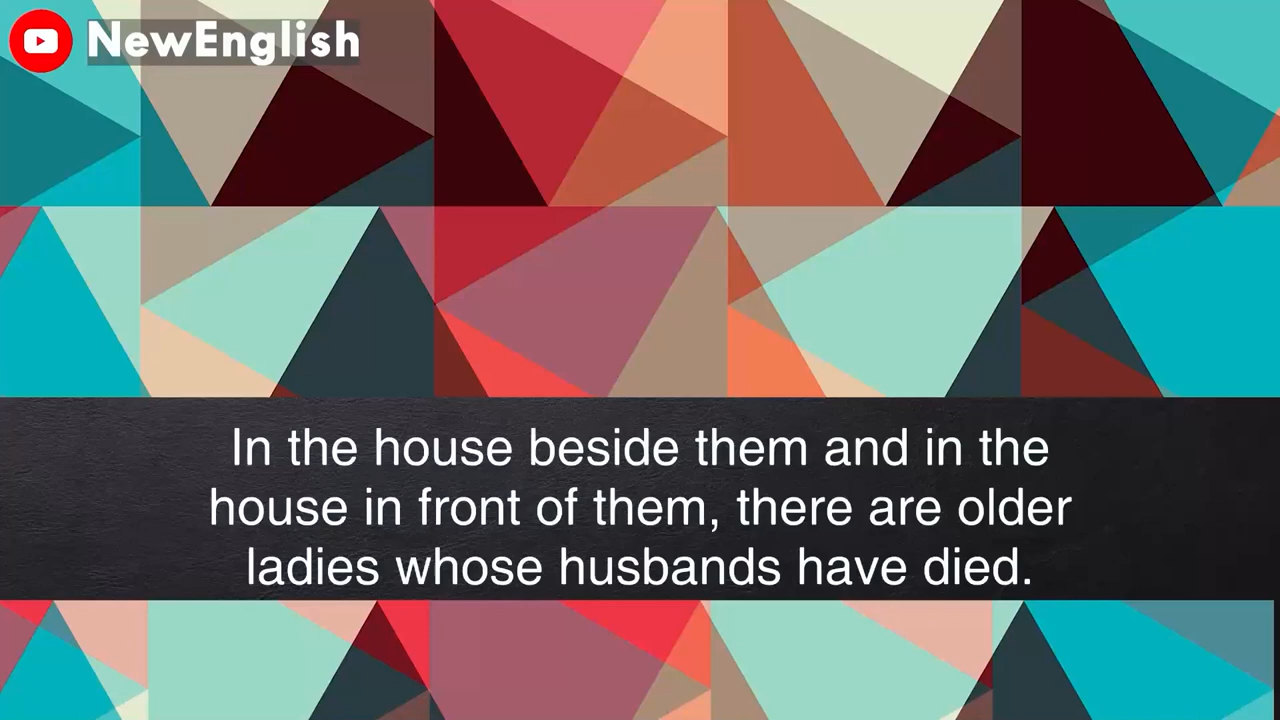 NewEnglish
In the house beside them and in the
house in front of them, there are older
ladies whose husbands have died.